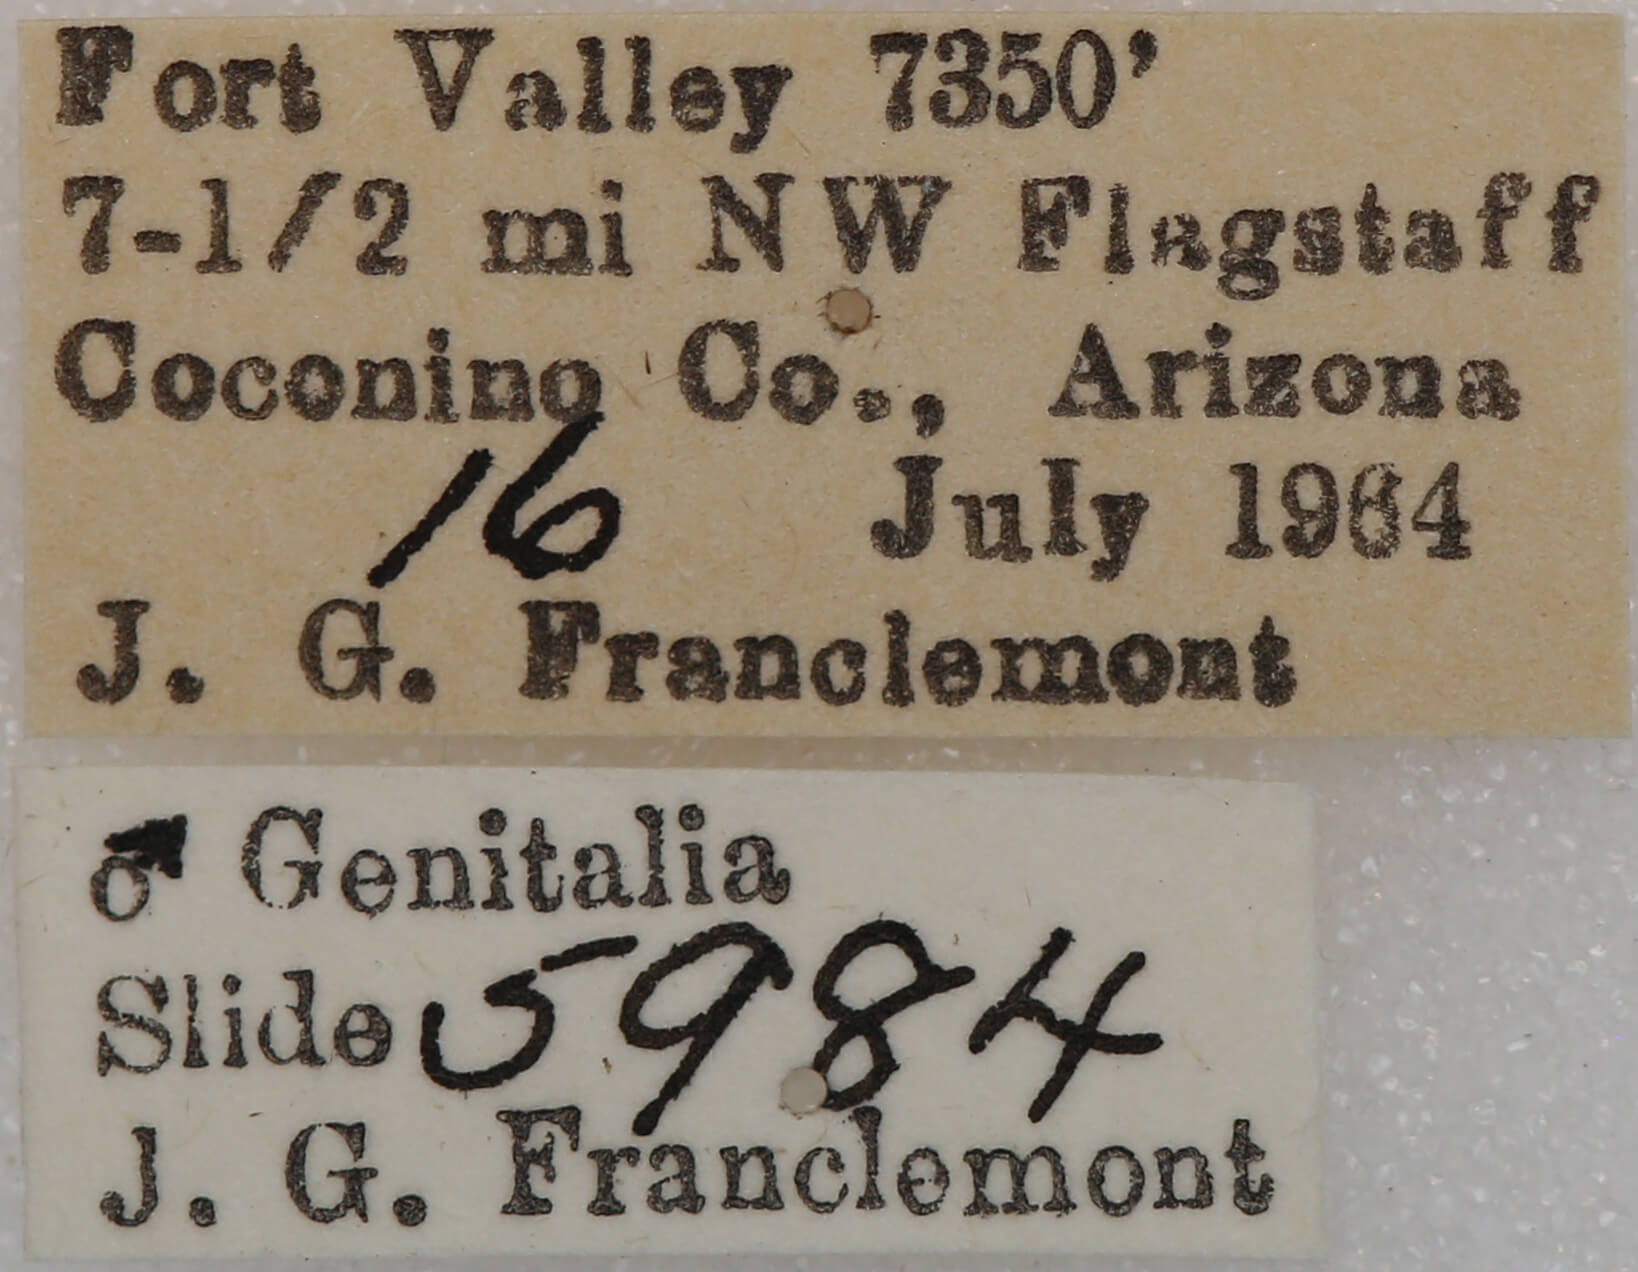 Fort Valley 7350'
7-1/2 mi NW Flagstaff
Coconino Co., Arizona
16 July 1964
J. G. Franclemont
♂ Genitalia
Slide 5984
J. G. Franclemont